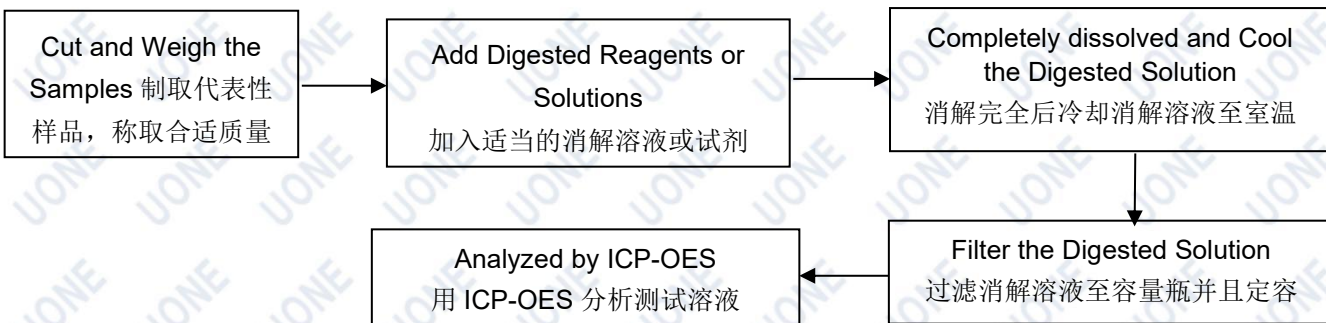 Cut and Weigh the
Samples 制取代表性
样品，称取合适质量
Add Digested Reagents or
Solutions
加入适当的消解溶液或试剂
Completely dissolved and Cool
the Digested Solution
消解完全后冷却消解溶液至室温
Filter the Digested Solution
过滤消解溶液至容量瓶并且定容
Analyzed by ICP-OES
用 ICP-OES 分析测试溶液
UONE